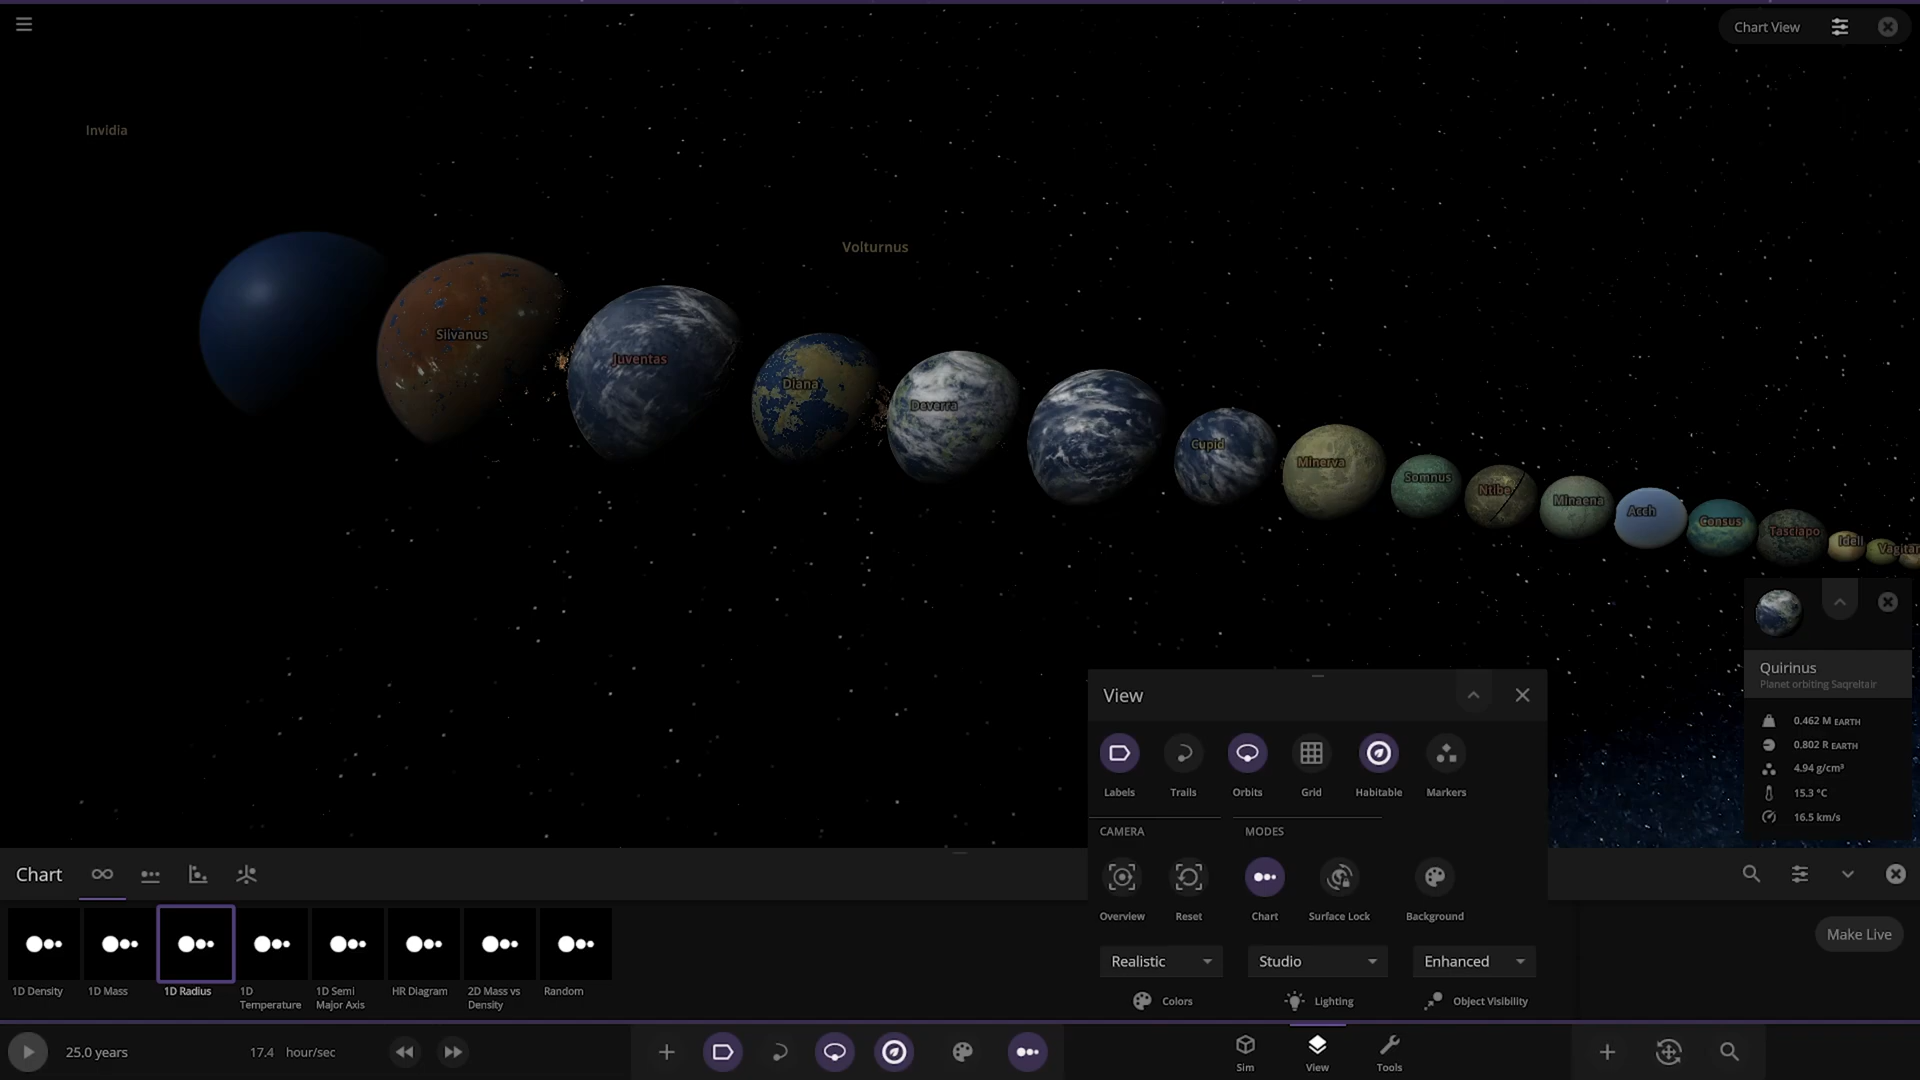 Chart View
Invidia
Volturnus
Silvanus
Juventas
Diana
Deverra
Cupid
Minerva
Somnus
Ntibe
Minaena
Acch
Consus
Tasciapo
Idell
Vagitan
Quirinus
Planet orbiting Saqreltair
0.462 M EARTH
0.802 R EARTH
4.94 g/cm³
15.3 °C
16.5 km/s
View
Labels
Trails
Orbits
Grid
Habitable
Markers
CAMERA
MODES
Overview
Reset
Chart
Surface Lock
Background
Realistic
Studio
Enhanced
Colors
Lighting
Object Visibility
Chart
Make Live
1D Density
1D Mass
1D Radius
1D
Temperature
1D Semi
Major Axis
HR Diagram
2D Mass vs
Density
Random
25.0 years
17.4 hour/sec
Sim
View
Tools